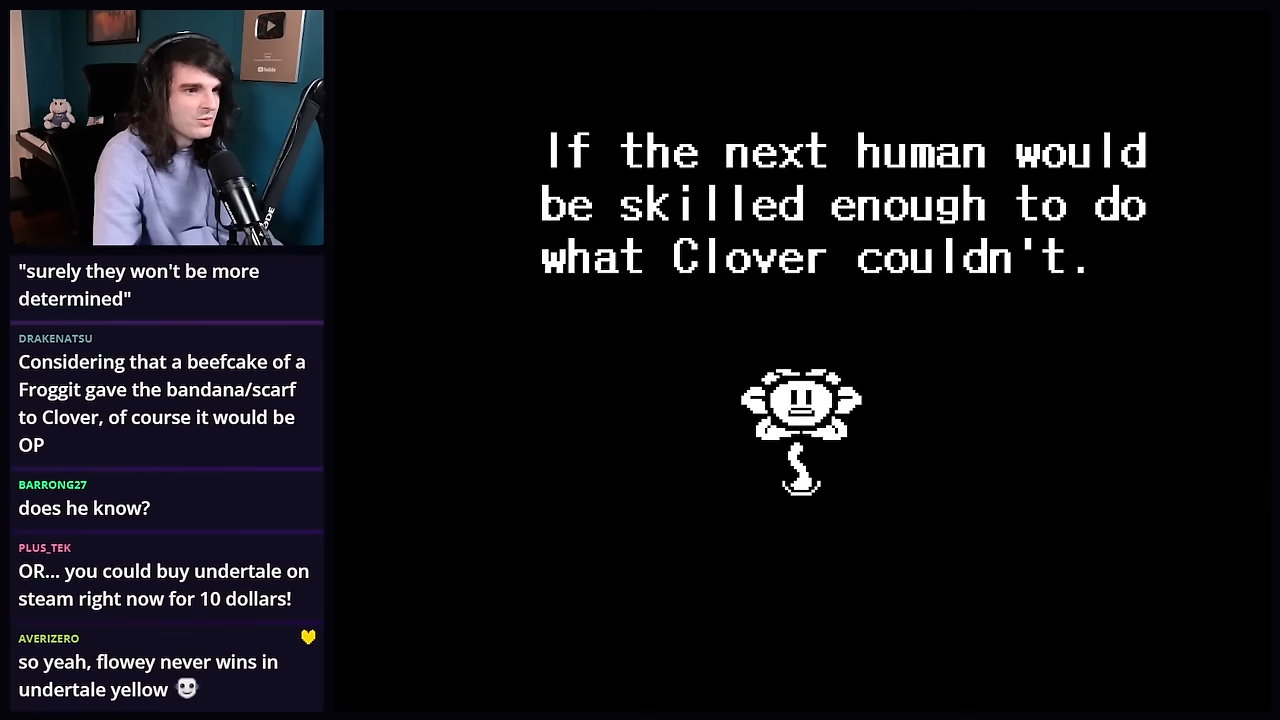 If the next human would
be skilled enough to do
what Clover couldn't.
"surely they won't be more
determined"
DRAKENATSU
Considering that a beefcake of a
Froggit gave the bandana/scarf
to Clover, of course it would be
OP
BARRONG27
does he know?
PLUS_TEK
OR... you could buy undertale on
steam right now for 10 dollars!
AVERIZERO
so yeah, flowey never wins in
undertale yellow